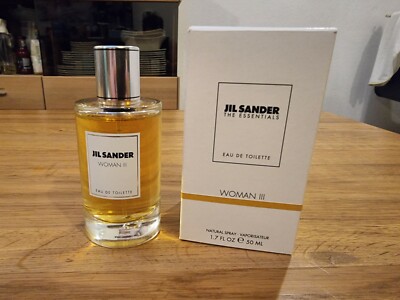 JIL SANDER
WOMAN III
EAU DE TOILETTE
JIL SANDER
THE ESSENTIALS
EAU DE TOILETTE
WOMAN III
NATURAL SPRAY · VAPORISATEUR
1.7 FL OZ ℮ 50 ML